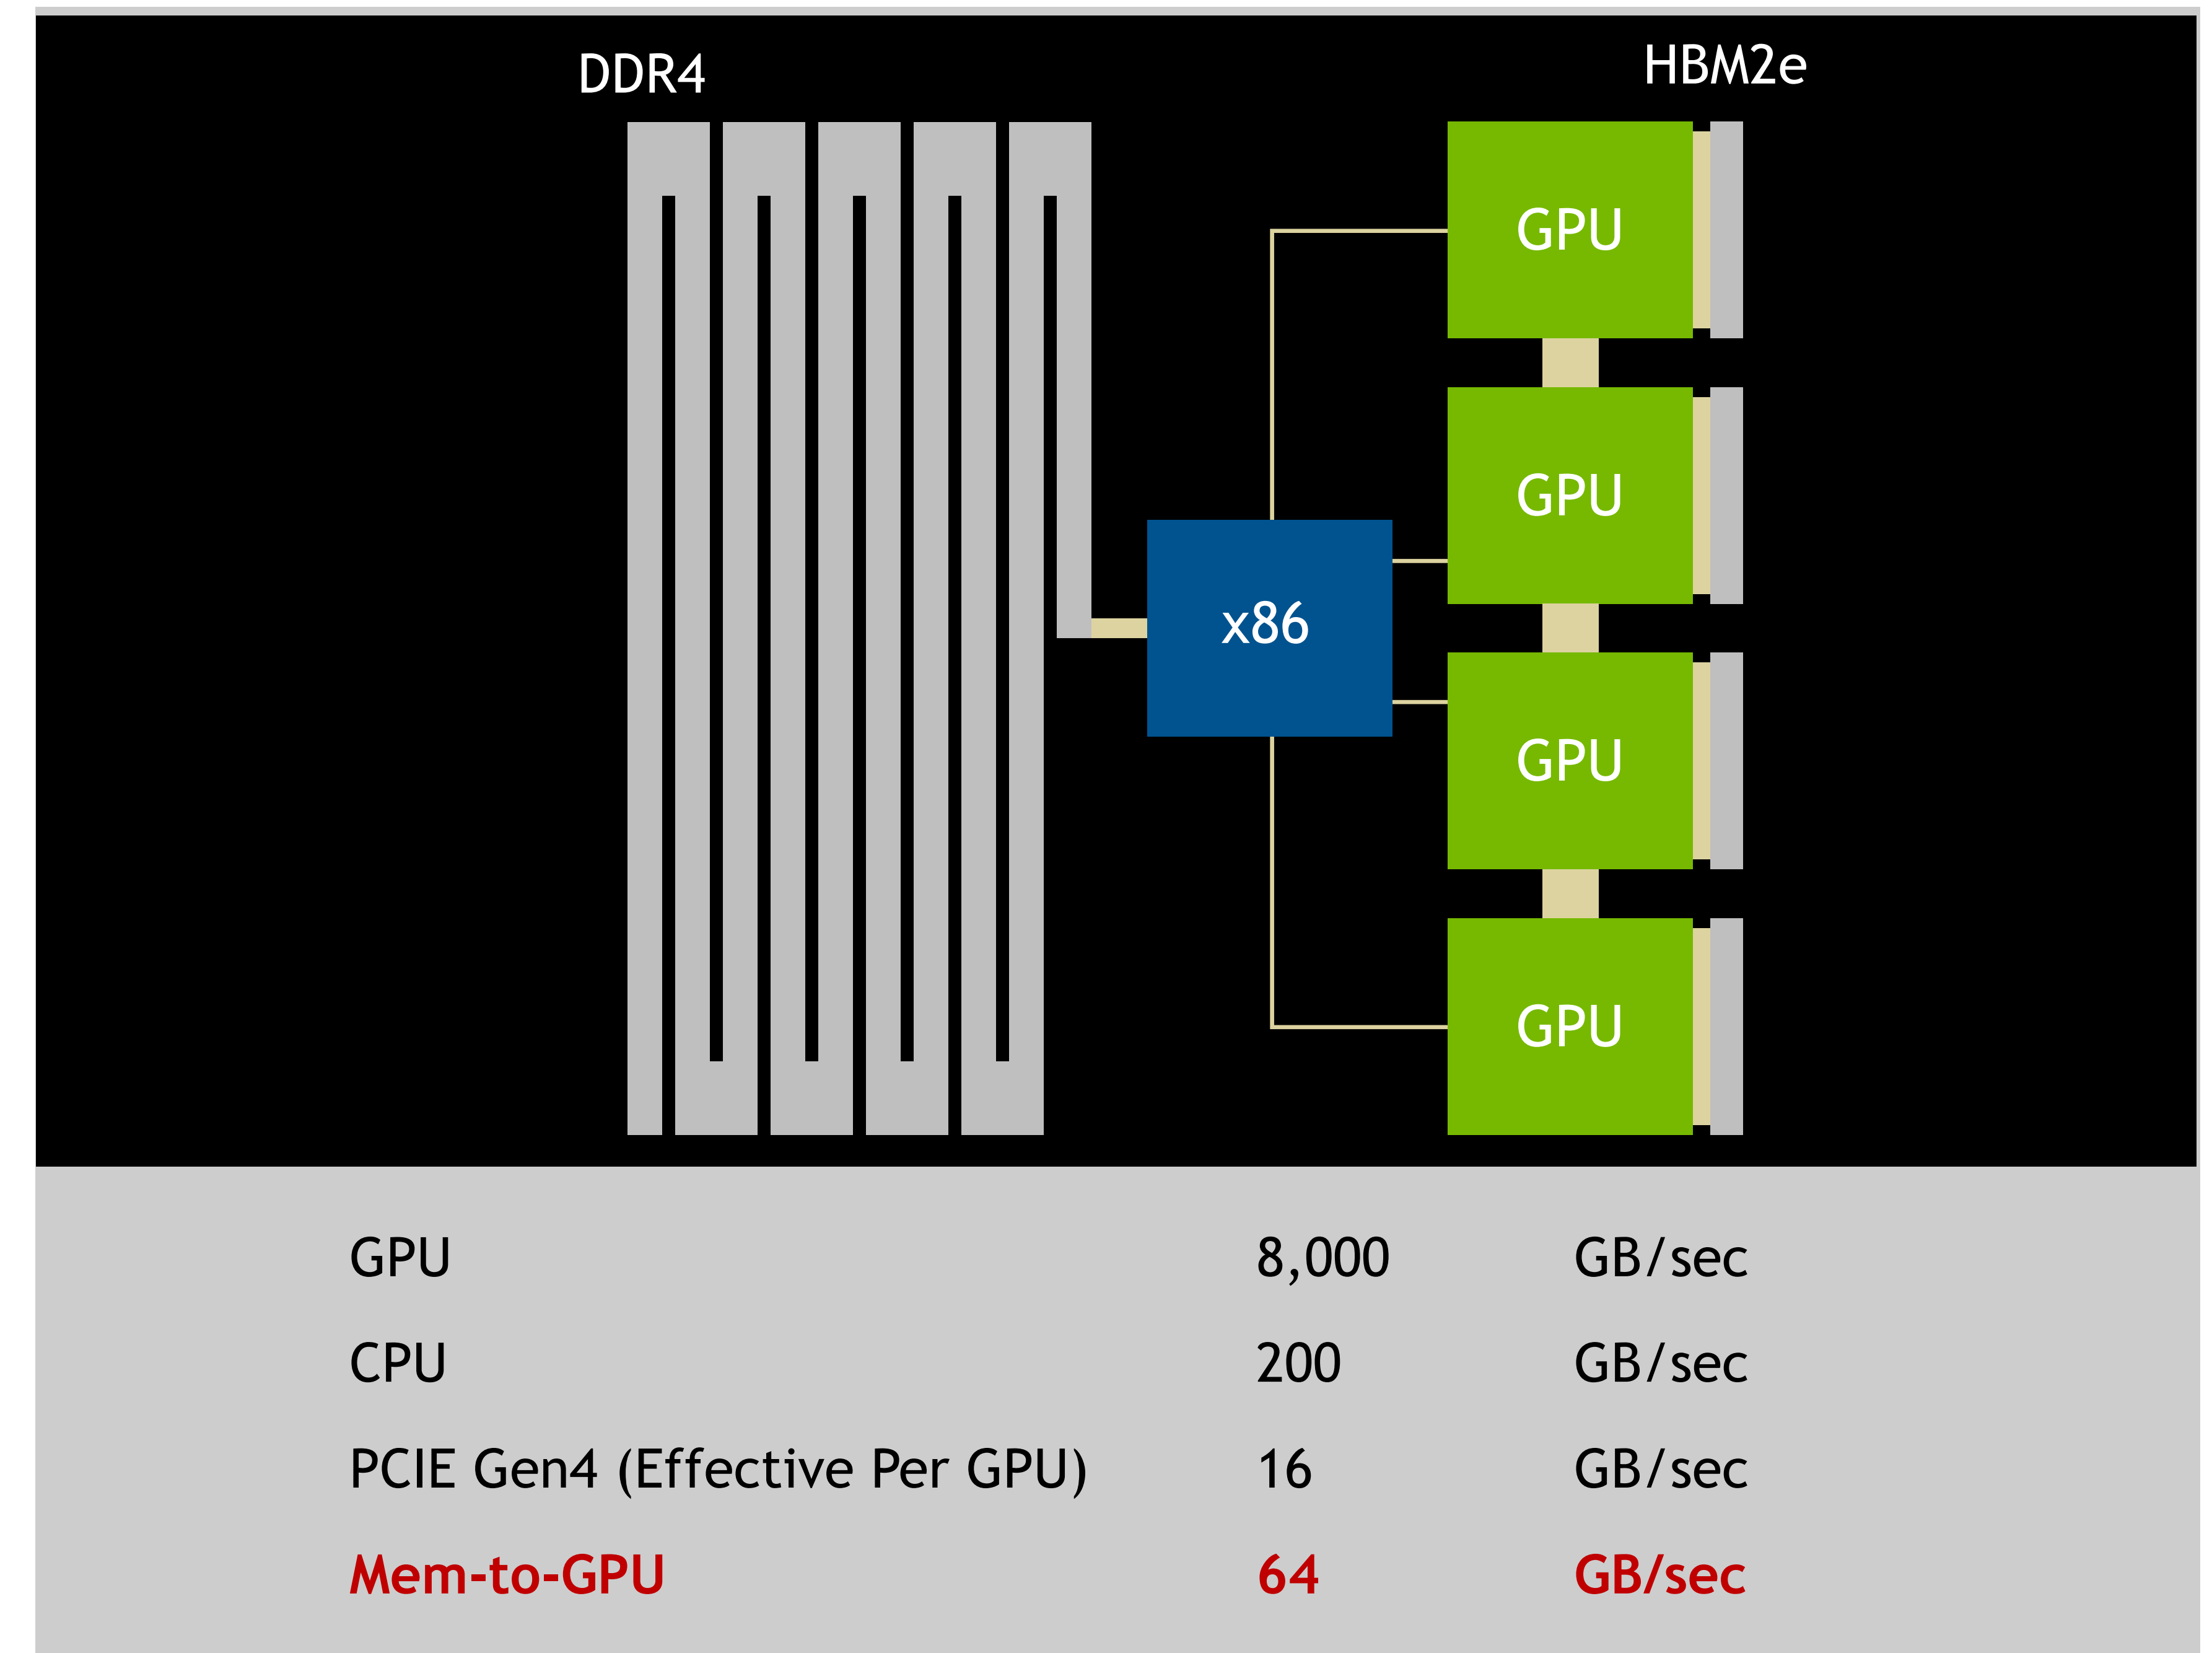 DDR4
HBM2e
GPU
GPU
x86
GPU
GPU
GPU 8,000 GB/sec
CPU 200 GB/sec
PCIE Gen4 (Effective Per GPU) 16 GB/sec
Mem-to-GPU 64 GB/sec